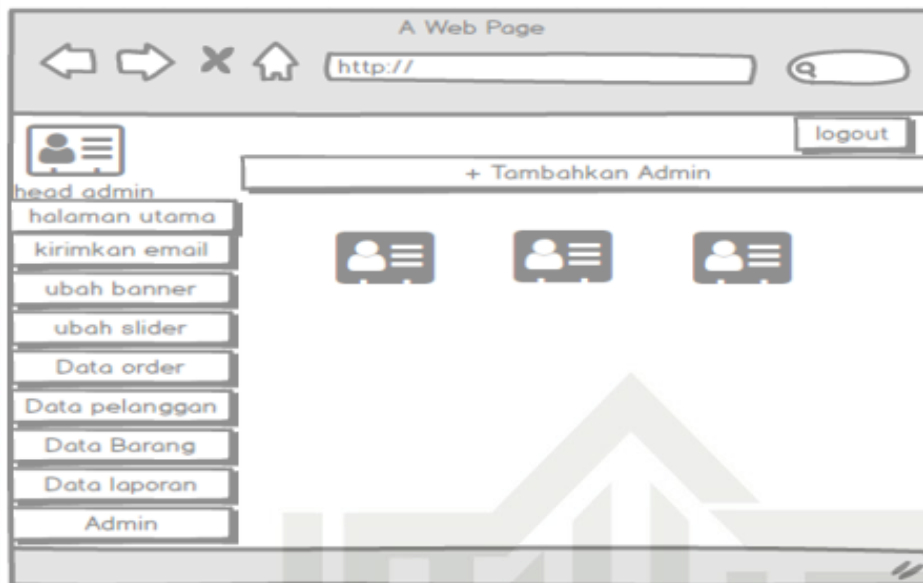 A Web Page
http://
logout
+ Tambahkan Admin
head admin
halaman utama
kirimkan email
ubah banner
ubah slider
Data order
Data pelanggan
Data Barang
Data laporan
Admin